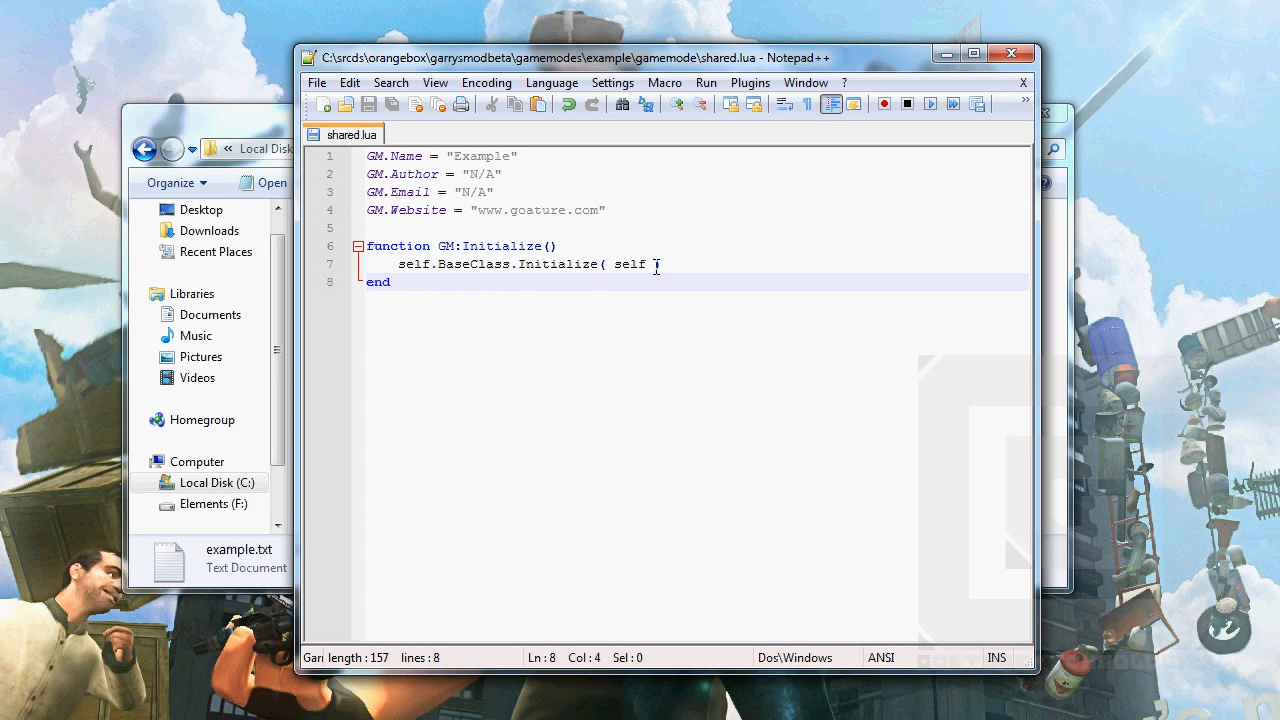 C:\srcds\orangebox\garrysmodbeta\gamemodes\example\gamemode\shared.lua - Notepad++
File Edit Search View Encoding Language Settings Macro Run Plugins Window ? X
shared.lua
1 GM.Name = "Example"
2 GM.Author = "N/A"
3 GM.Email = "N/A"
4 GM.Website = "www.goature.com"
5
6 function GM:Initialize()
7 self.BaseClass.Initialize( self )
8 end
length:157 lines:8 Ln:8 Col:4 Sel:0 Dos\Windows ANSI INS
« Local Disk
Organize Open
Desktop
Downloads
Recent Places
Libraries
Documents
Music
Pictures
Videos
Homegroup
Computer
Local Disk (C:)
Elements (F:)
example.txt
Text Document